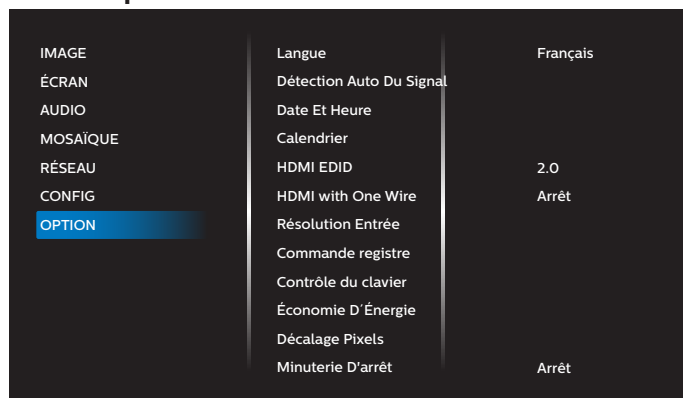 IMAGE
ÉCRAN
AUDIO
MOSAÏQUE
RÉSEAU
CONFIG
OPTION
Langue Français
Détection Auto Du Signal
Date Et Heure
Calendrier
HDMI EDID 2.0
HDMI with One Wire Arrêt
Résolution Entrée
Commande registre
Contrôle du clavier
Économie D´Énergie
Décalage Pixels
Minuterie D'arrêt Arrêt